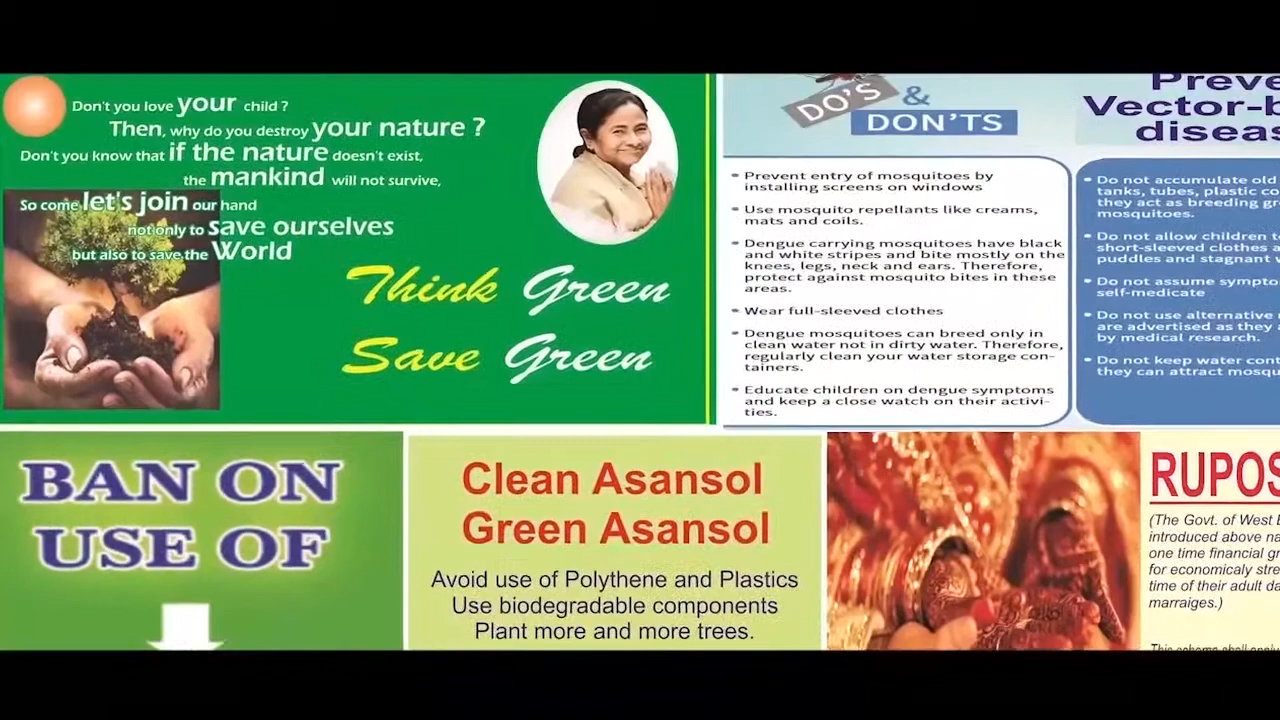 Don't you love your child ?
Then, why do you destroy your nature ?
Don't you know that if the nature doesn't exist,
the mankind will not survive,
So come let's join our hand
not only to save ourselves
but also to save the World
Think Green
Save Green
DO'S & DON'TS
Prevent entry of mosquitoes by
installing screens on windows
Use mosquito repellants like creams,
mats and coils.
Dengue carrying mosquitoes have black
and white stripes and bite mostly on the
knees, legs, neck and ears. Therefore,
protect against mosquito bites in these
areas.
Wear full-sleeved clothes
Dengue mosquitoes can breed only in
clean water not in dirty water. Therefore,
regularly clean your water storage con-
tainers.
Educate children on dengue symptoms
and keep a close watch on their activi-
ties.
Preve
Vector-b
diseas
Do not accumulate old
tanks, tubes, plastic co
they act as breeding gr
mosquitoes.
Do not allow children to
short-sleeved clothes a
puddles and stagnant w
Do not assume sympto
self-medicate
Do not use alternative
are advertised as they
by medical research.
Do not keep water cont
they can attract mosqu
BAN ON
USE OF
Clean Asansol
Green Asansol
Avoid use of Polythene and Plastics
Use biodegradable components
Plant more and more trees.
RUPOS
(The Govt. of West
introduced above na
one time financial gr
for economicaly stre
time of their adult da
marraiges.)